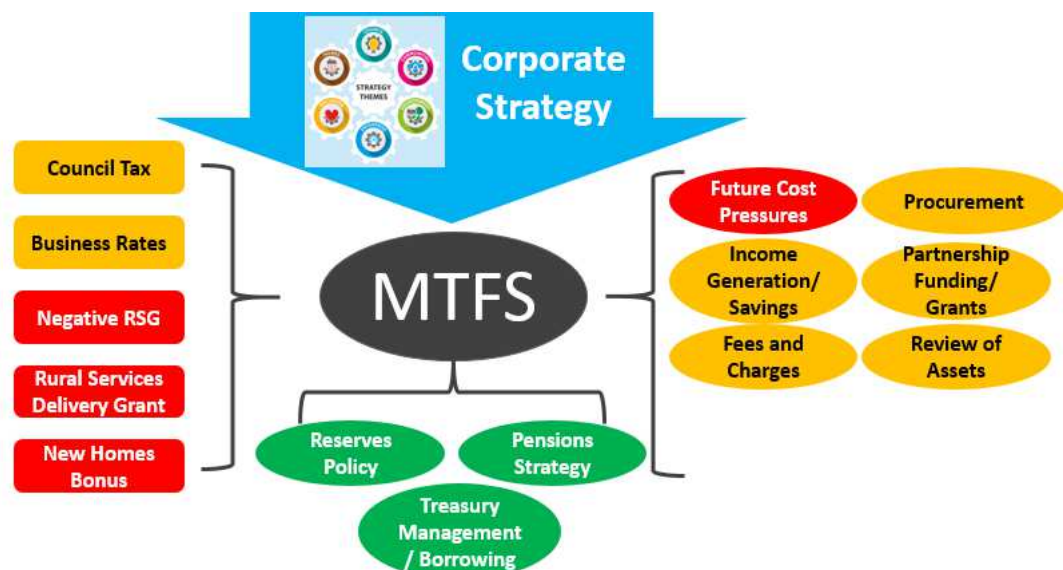 Corporate
Strategy
STRATEGY
THEMES
Council Tax
Business Rates
Negative RSG
Rural Services
Delivery Grant
New Homes
Bonus
MTFS
Future Cost
Pressures
Procurement
Income
Generation/
Savings
Partnership
Funding/
Grants
Fees and
Charges
Review of
Assets
Reserves
Policy
Pensions
Strategy
Treasury
Management
/ Borrowing